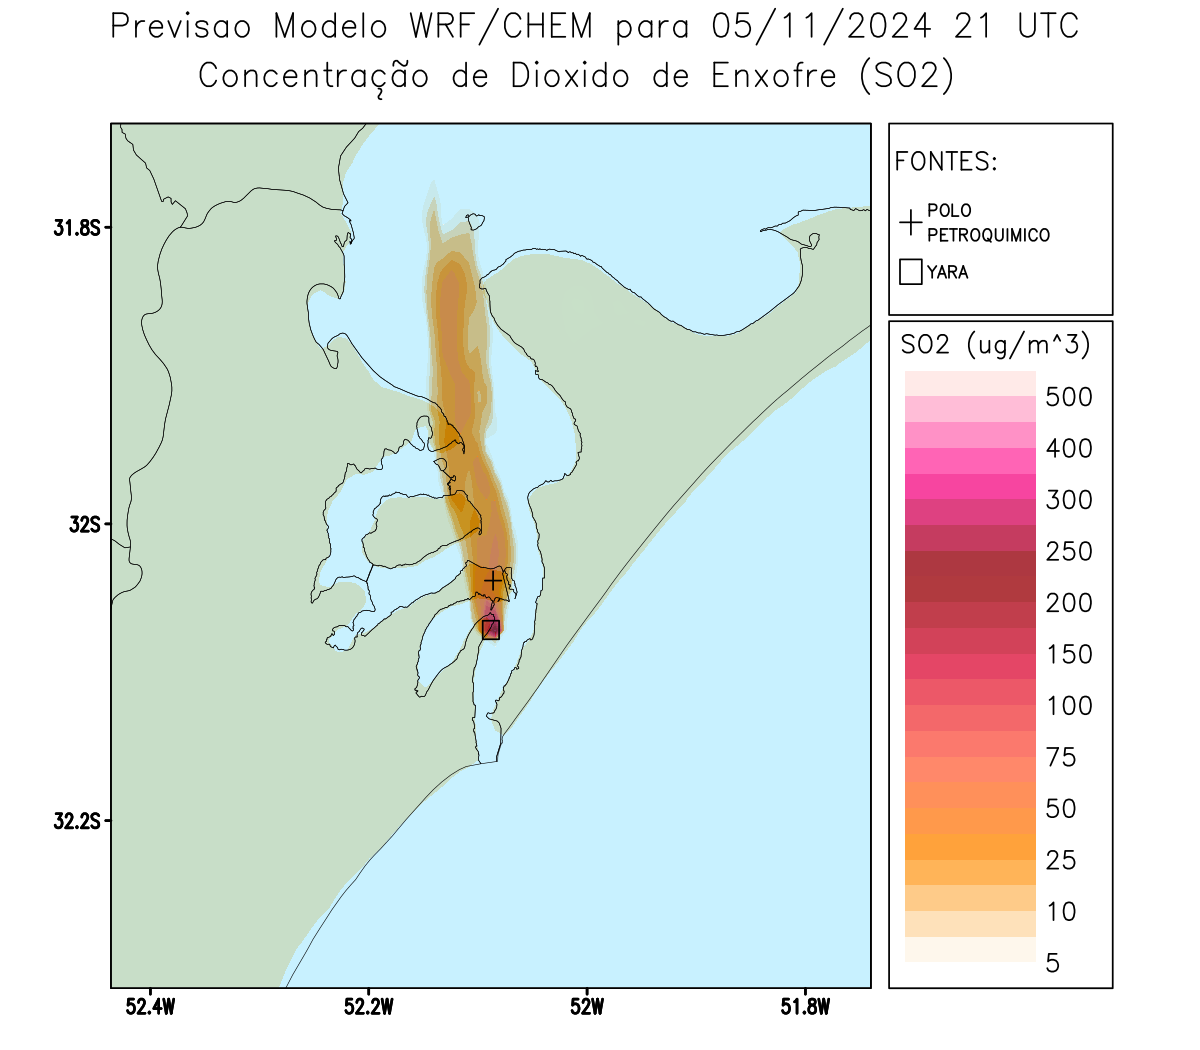 Previsao Modelo WRF/CHEM para 05/11/2024 21 UTC
Concentração de Dioxido de Enxofre (SO2)
FONTES:
POLO
PETROQUIMICO
YARA
31.8S
32S
32.2S
52.4W
52.2W
52W
51.8W
SO2 (ug/m^3)
500
400
300
250
200
150
100
75
50
25
10
5